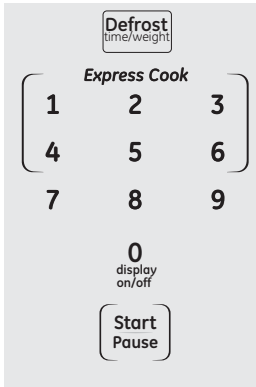 Defrost
time/weight
Express Cook
1 2 3
4 5 6
7 8 9
0
display
on/off
Start
Pause